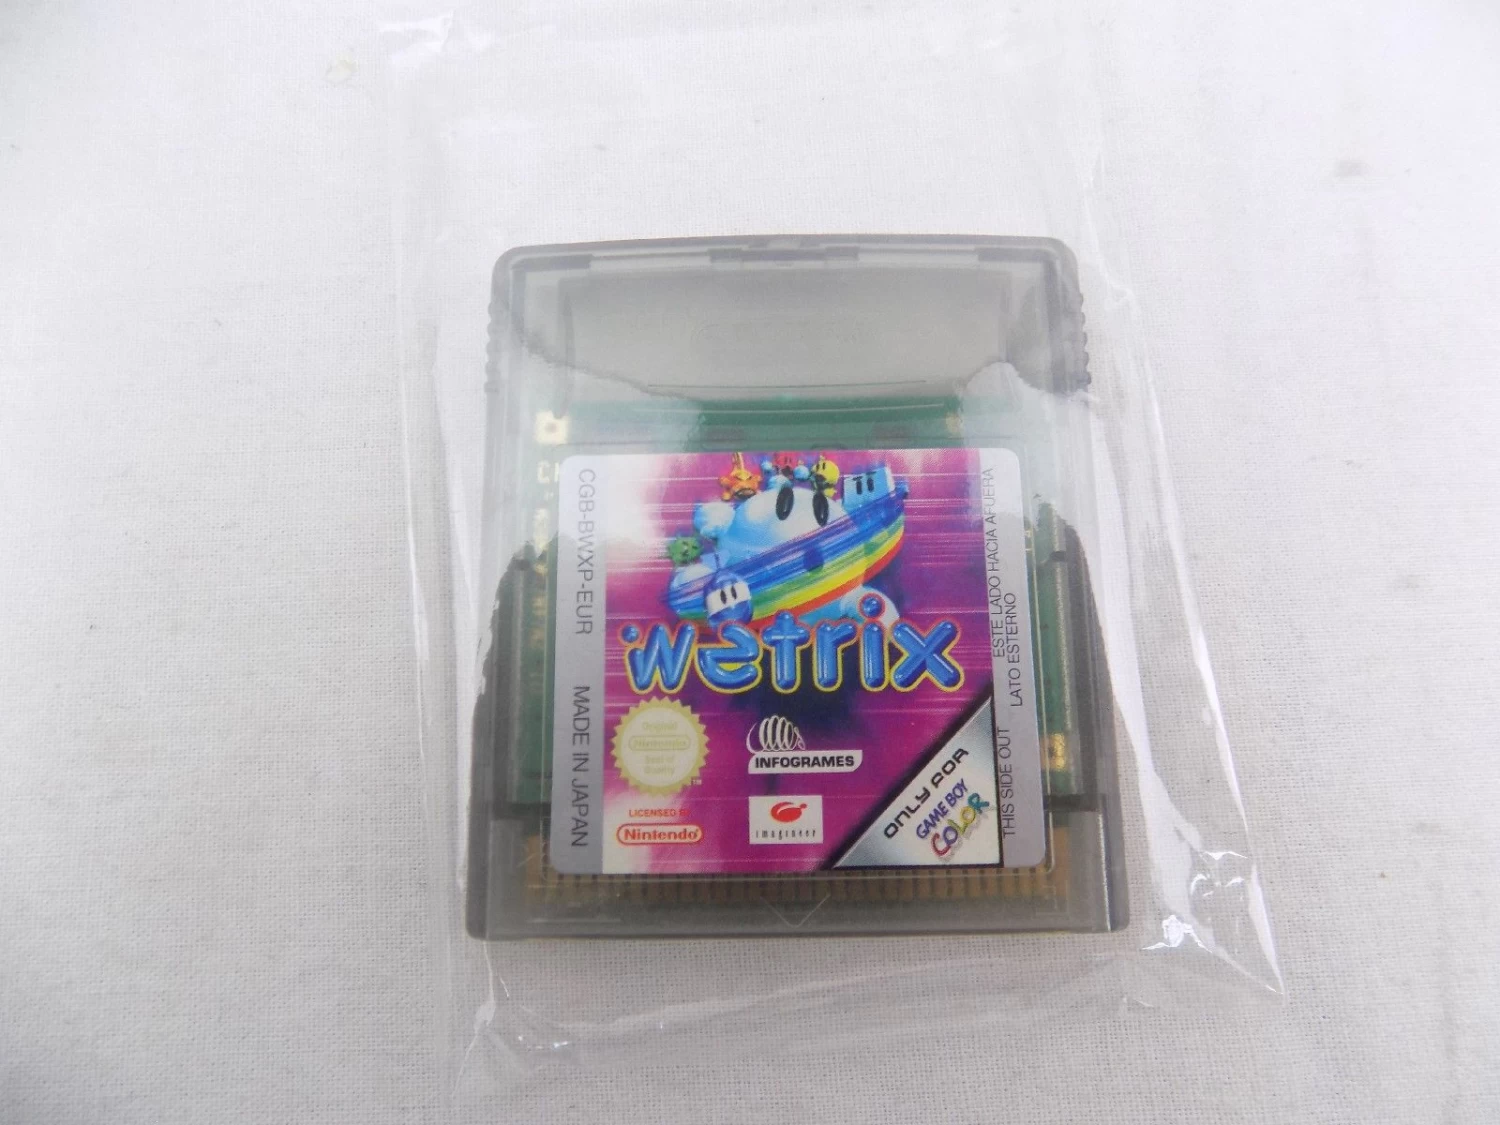 CGB-BWXP-EUR MADE IN JAPAN
Wetrix
Original
Nintendo
Seal of
Quality
LICENSED BY
Nintendo
INFOGRAMES
imagineer
ONLY FOR
GAME BOY
COLOR
THIS SIDE OUT
ESTE LADO HACIA AFUERA
LATO ESTERNO